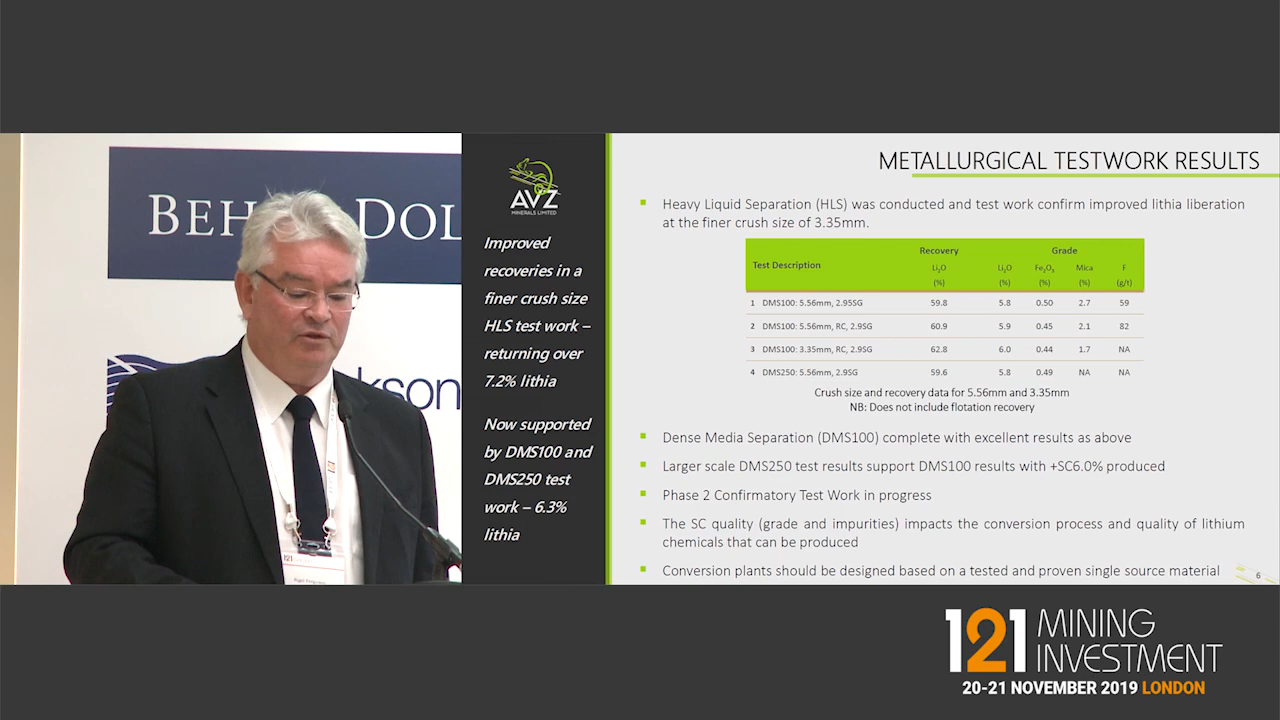 BEH
DOL
kson
121
AVZ
MINERALS LIMITED
Improved
recoveries in a
finer crush size
HLS test work –
returning over
7.2% lithia
Now supported
by DMS100 and
DMS250 test
work – 6.3%
lithia
METALLURGICAL TESTWORK RESULTS
Heavy Liquid Separation (HLS) was conducted and test work confirm improved lithia liberation
at the finer crush size of 3.35mm.
Recovery Grade
Test Description Li2O Li2O Fe2O3 Mica F
(%) (%) (%) (%) (g/t)
1 DMS100: 5.56mm, 2.95SG 59.8 5.8 0.50 2.7 59
2 DMS100: 5.56mm, RC, 2.9SG 60.9 5.9 0.45 2.1 82
3 DMS100: 3.35mm, RC, 2.9SG 62.8 6.0 0.44 1.7 NA
4 DMS250: 5.56mm, 2.9SG 59.6 5.8 0.49 NA NA
Crush size and recovery data for 5.56mm and 3.35mm
NB: Does not include flotation recovery
Dense Media Separation (DMS100) complete with excellent results as above
Larger scale DMS250 test results support DMS100 results with +SC6.0% produced
Phase 2 Confirmatory Test Work in progress
The SC quality (grade and impurities) impacts the conversion process and quality of lithium
chemicals that can be produced
Conversion plants should be designed based on a tested and proven single source material
6
121 MINING
INVESTMENT
20-21 NOVEMBER 2019 LONDON